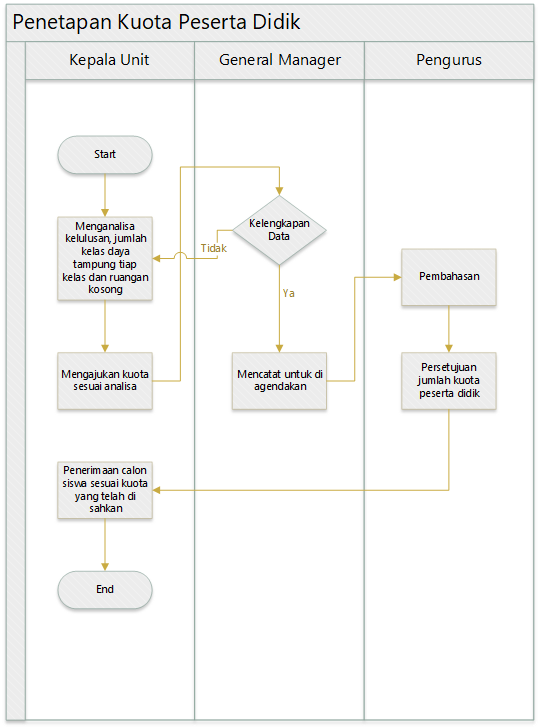 Penetapan Kuota Peserta Didik
Kepala Unit
General Manager
Pengurus
Start
Menganalisa
kelulusan, jumlah
kelas daya
tampung tiap
kelas dan ruangan
kosong
Mengajukan kuota
sesuai analisa
Kelengkapan
Data
Tidak
Ya
Mencatat untuk di
agendakan
Pembahasan
Persetujuan
jumlah kuota
peserta didik
Penerimaan calon
siswa sesuai kuota
yang telah di
sahkan
End